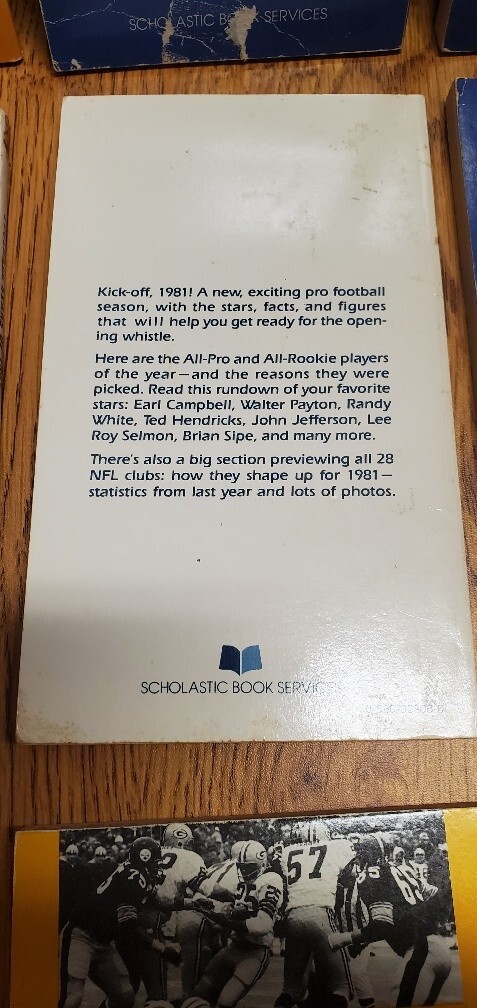 SCHOLASTIC BOOK SERVICES
Kick-off, 1981! A new, exciting pro football
season, with the stars, facts, and figures
that will help you get ready for the open-
ing whistle.
Here are the All-Pro and All-Rookie players
of the year—and the reasons they were
picked. Read this rundown of your favorite
stars: Earl Campbell, Walter Payton, Randy
White, Ted Hendricks, John Jefferson, Lee
Roy Selmon, Brian Sipe, and many more.
There's also a big section previewing all 28
NFL clubs: how they shape up for 1981—
statistics from last year and lots of photos.
SCHOLASTIC BOOK
57